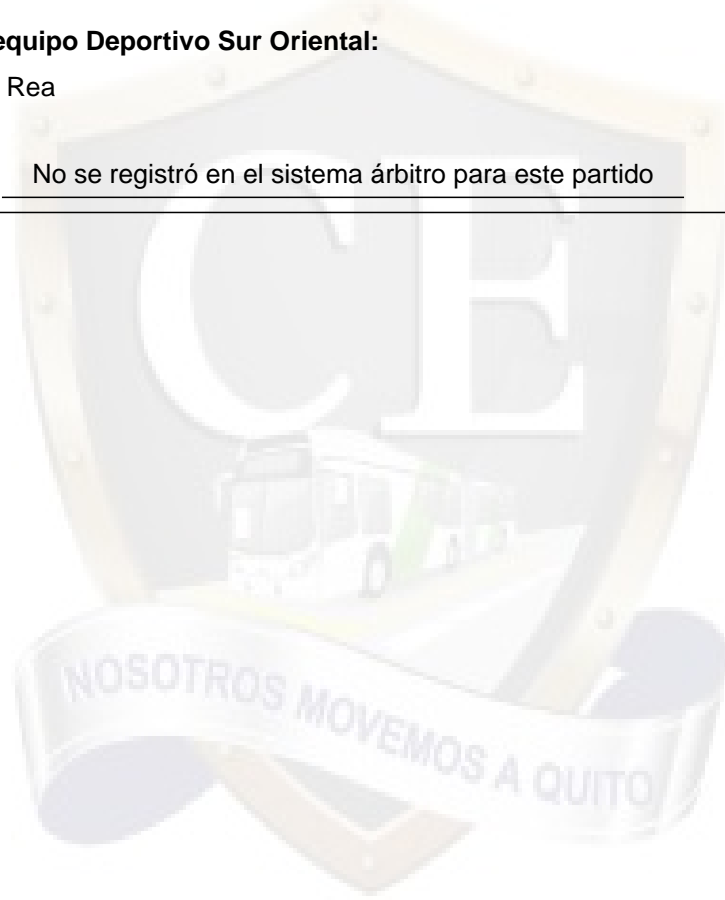 equipo Deportivo Sur Oriental:
Rea
No se registró en el sistema árbitro para este partido
CE
NOSOTROS MOVEMOS A QUITO